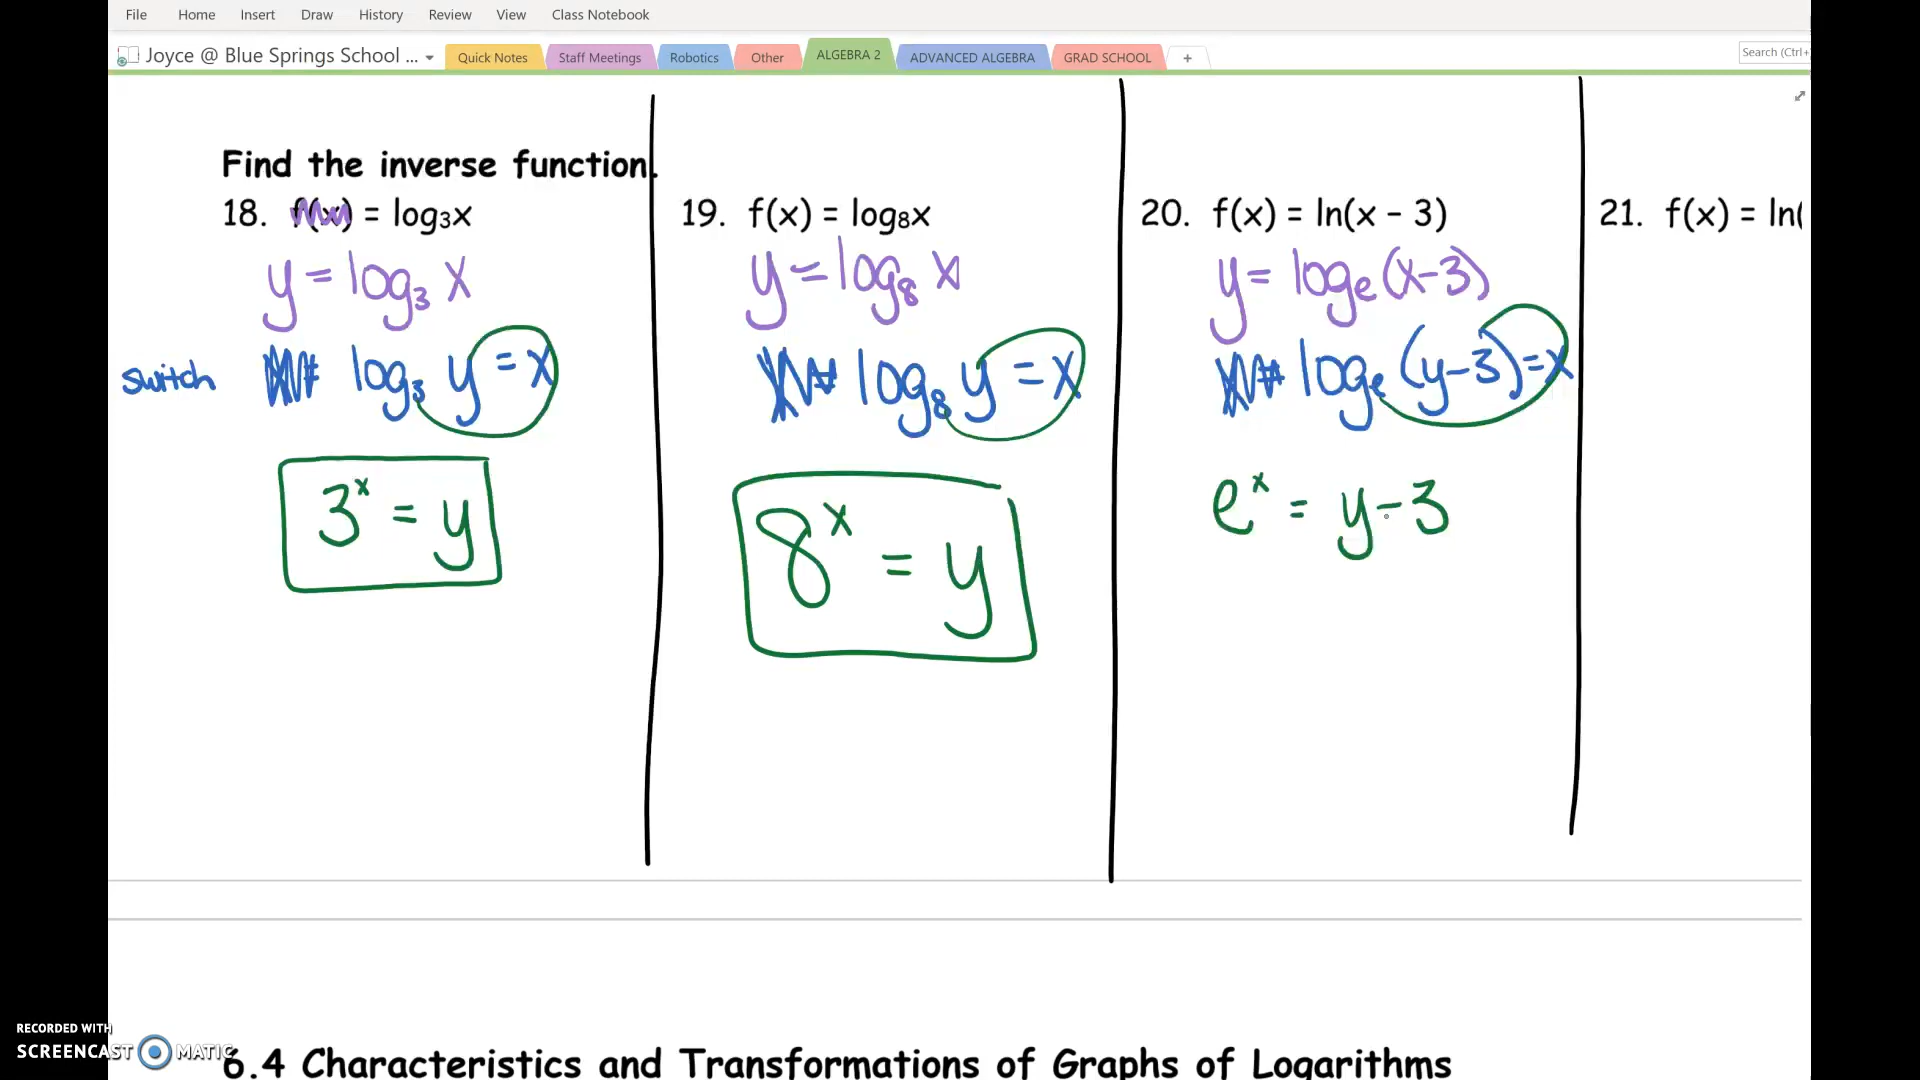 File Home Insert Draw History Review View Class Notebook
Joyce @ Blue Springs School ... Quick Notes Staff Meetings Robotics Other ALGEBRA 2 ADVANCED ALGEBRA GRAD SCHOOL + Search (Ctrl+
Find the inverse function.
18. f(x) = log₃x
y = log₃ x
switch log₃ y = x
3ˣ = y
19. f(x) = log₈x
y = log₈ x
log₈ y = x
8ˣ = y
20. f(x) = ln(x - 3)
y = logₑ (x-3)
logₑ (y-3) = x
eˣ = y - 3
21. f(x) = ln(
RECORDED WITH
SCREENCAST MATIC
6.4 Characteristics and Transformations of Graphs of Logarithms